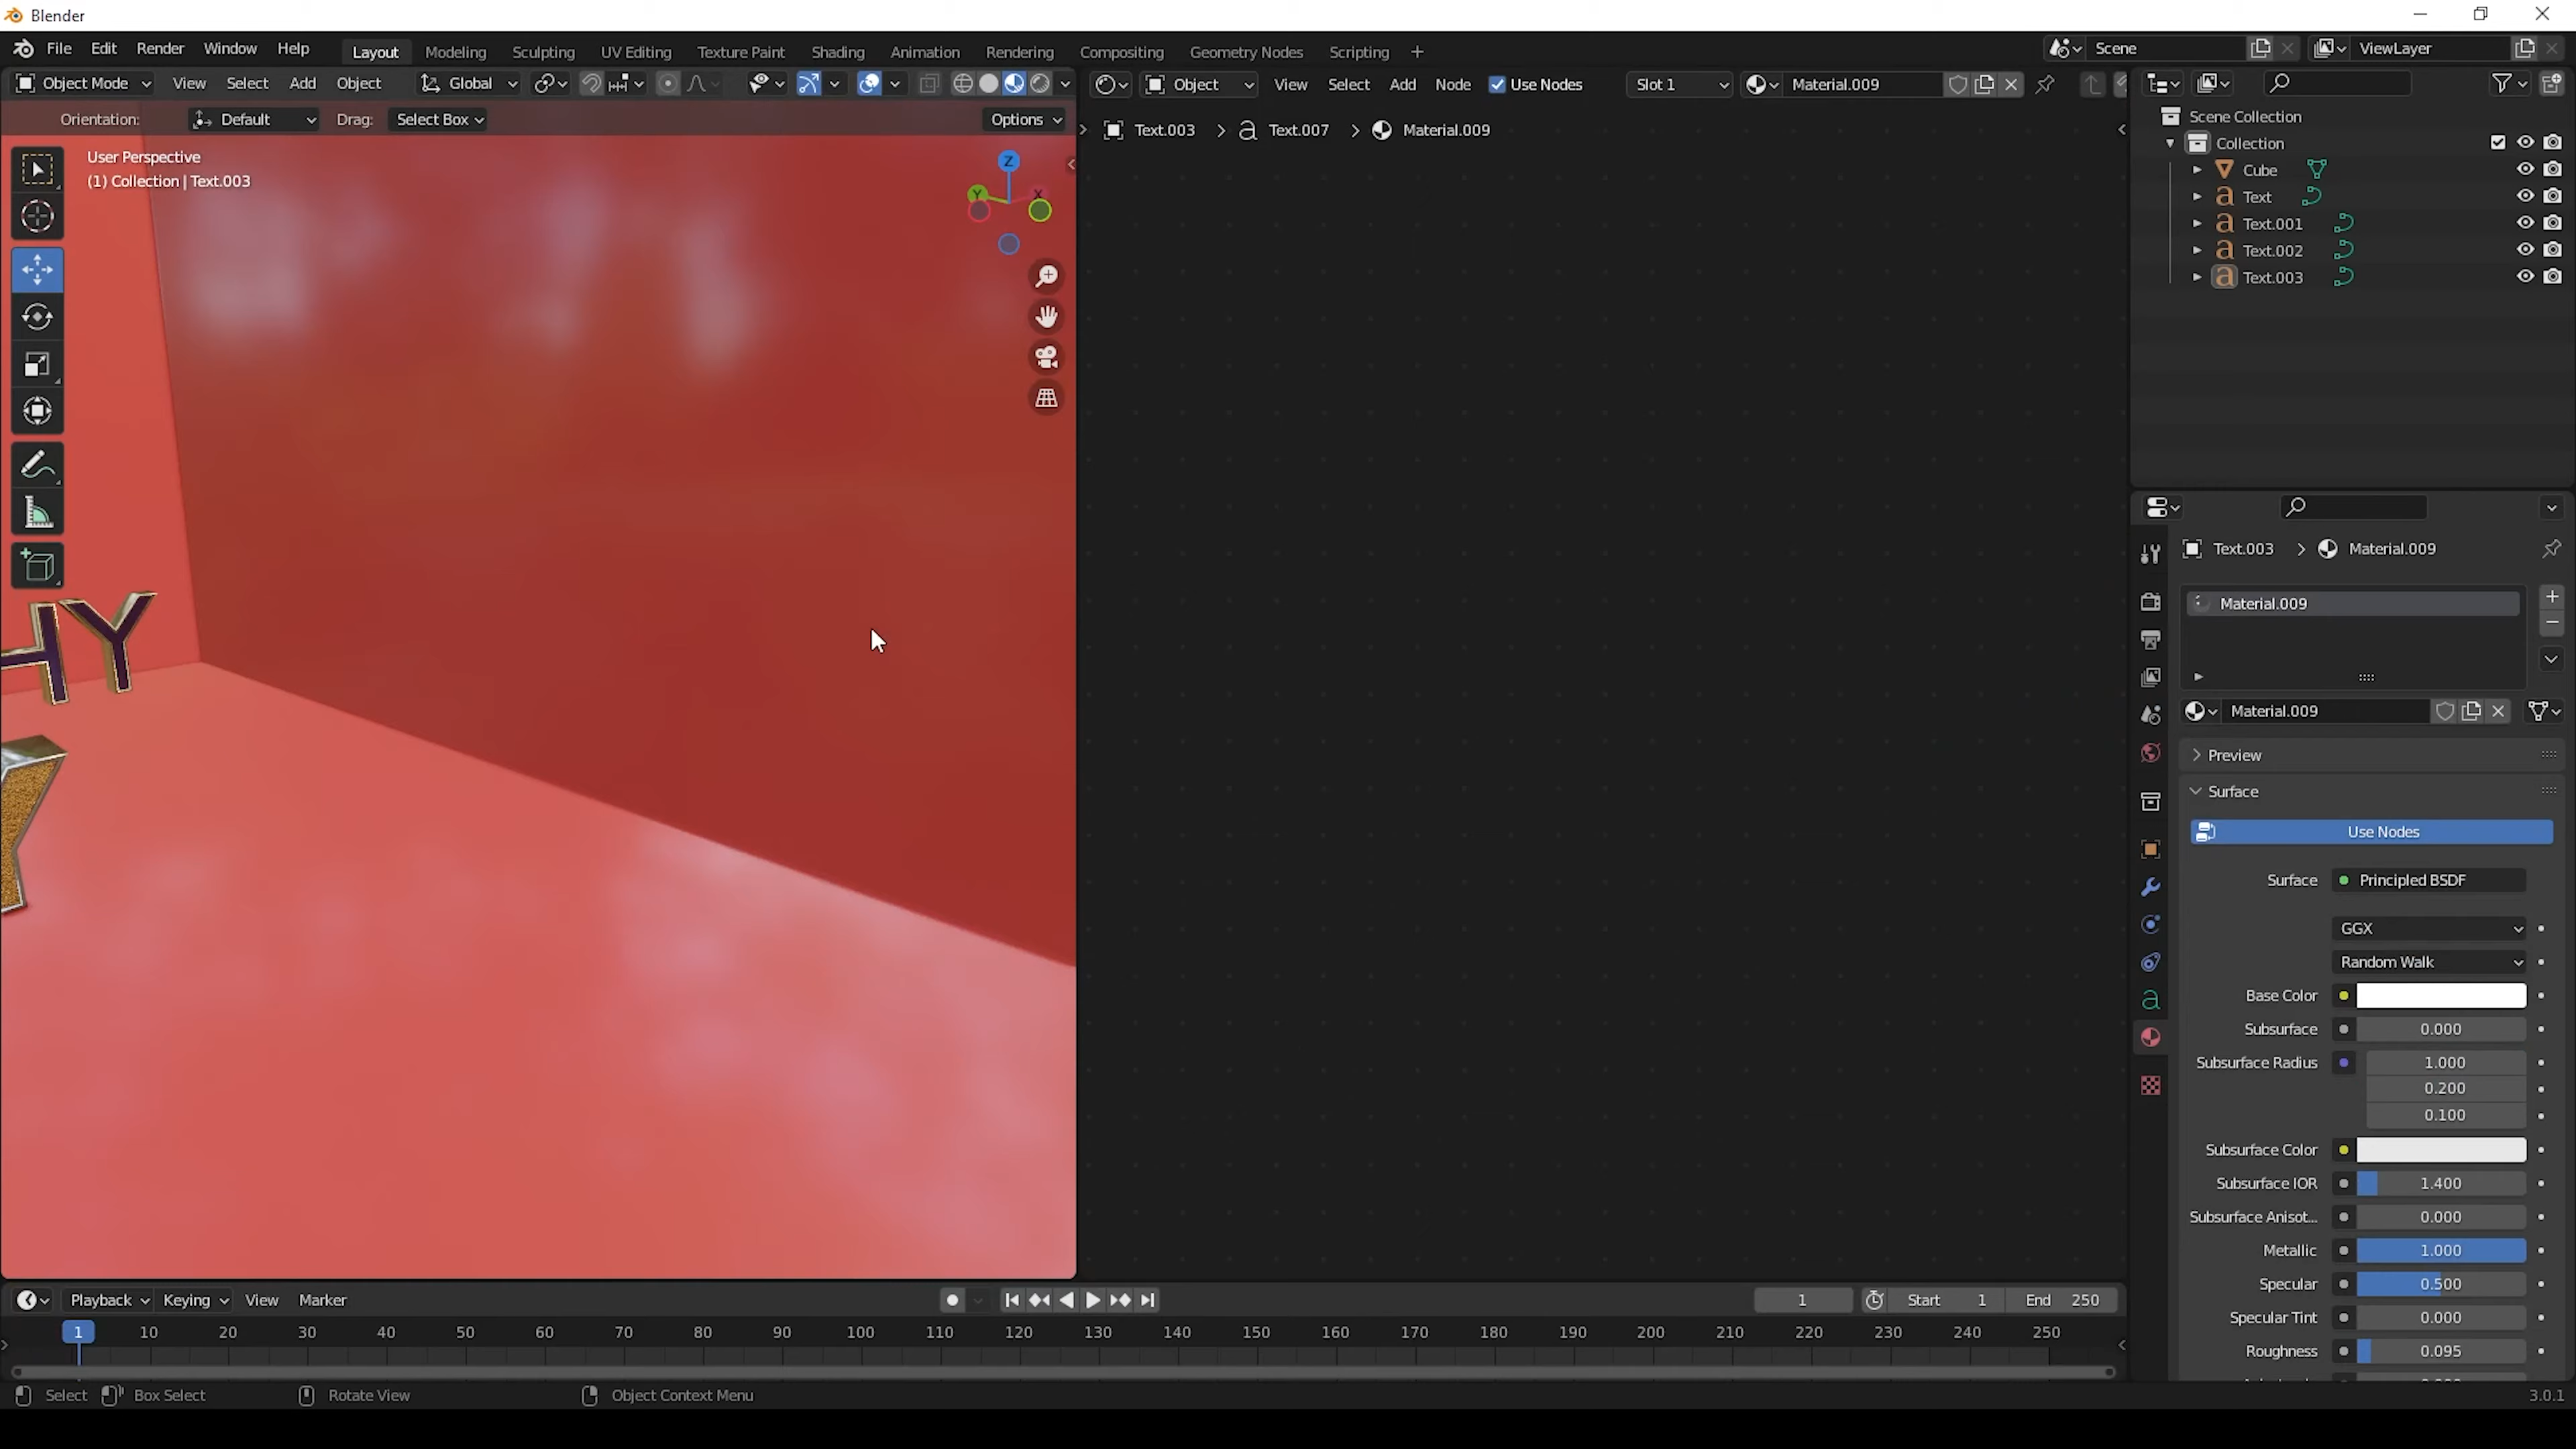 Blender
File Edit Render Window Help Layout Modeling Sculpting UV Editing Texture Paint Shading Animation Rendering Compositing Geometry Nodes Scripting + Scene ViewLayer
Object Mode View Select Add Object Global Object View Select Add Node Use Nodes Slot 1 Material.009
Orientation: Default Drag: Select Box Options
Text.003 > Text.007 > Material.009
User Perspective
(1) Collection | Text.003
Z
Y X
HY
Scene Collection
Collection
Cube
Text
Text.001
Text.002
Text.003
Text.003 > Material.009
Material.009
Material.009
Preview
Surface
Use Nodes
Surface Principled BSDF
GGX
Random Walk
Base Color
Subsurface 0.000
Subsurface Radius 1.000
0.200
0.100
Subsurface Color
Subsurface IOR 1.400
Subsurface Anisot... 0.000
Metallic 1.000
Specular 0.500
Specular Tint 0.000
Roughness 0.095
Playback Keying View Marker 1 Start 1 End 250
1 10 20 30 40 50 60 70 80 90 100 110 120 130 140 150 160 170 180 190 200 210 220 230 240 250
Select Box Select Rotate View Object Context Menu 3.0.1